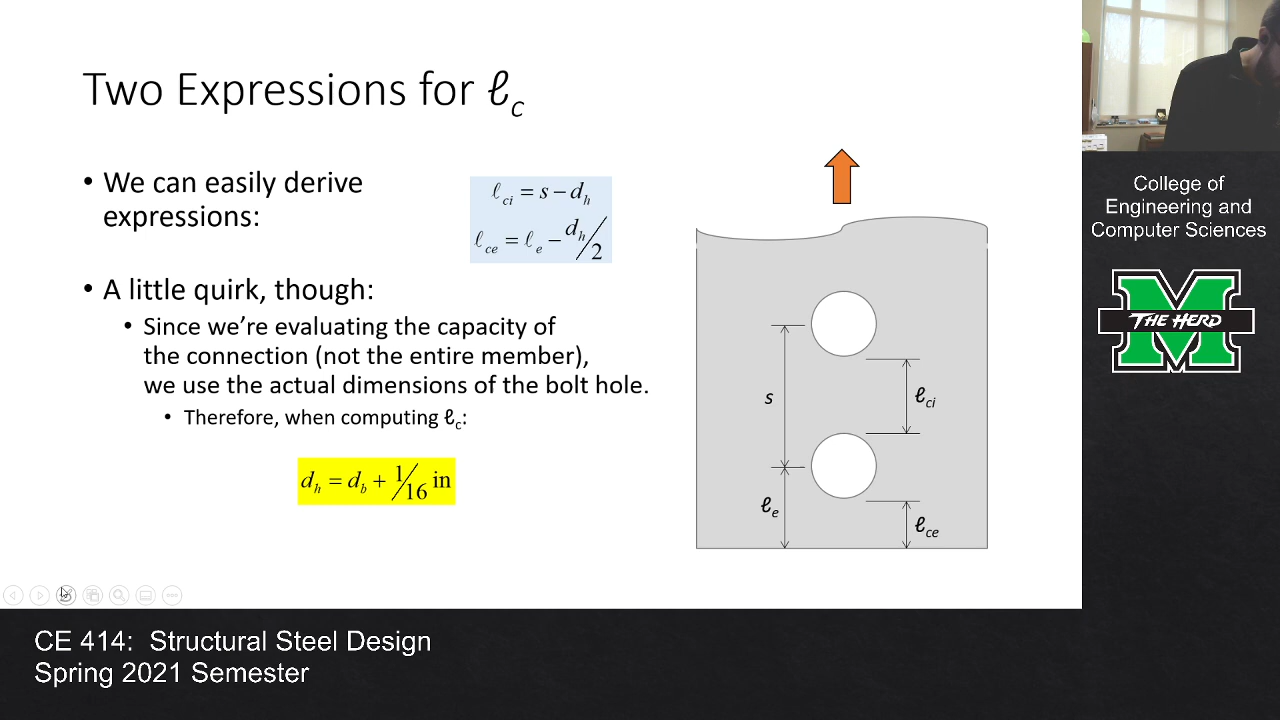 Two Expressions for ℓc
• We can easily derive
expressions:
ℓci = s − dh
ℓce = ℓe − dh/2
• A little quirk, though:
• Since we’re evaluating the capacity of
the connection (not the entire member),
we use the actual dimensions of the bolt hole.
• Therefore, when computing ℓc:
dh = db + 1/16 in
s
ℓci
ℓe
ℓce
College of
Engineering and
Computer Sciences
THE HERD
CE 414: Structural Steel Design
Spring 2021 Semester